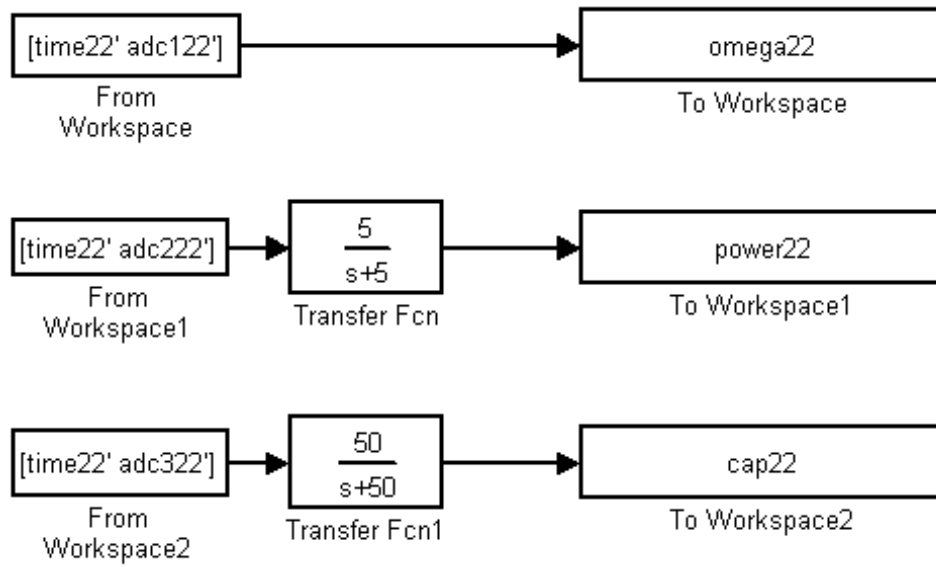 [time22' adc122']
omega22
From
Workspace
To Workspace
[time22' adc222']
5
s+5
power22
From
Workspace1
Transfer Fcn
To Workspace1
[time22' adc322']
50
s+50
cap22
From
Workspace2
Transfer Fcn1
To Workspace2